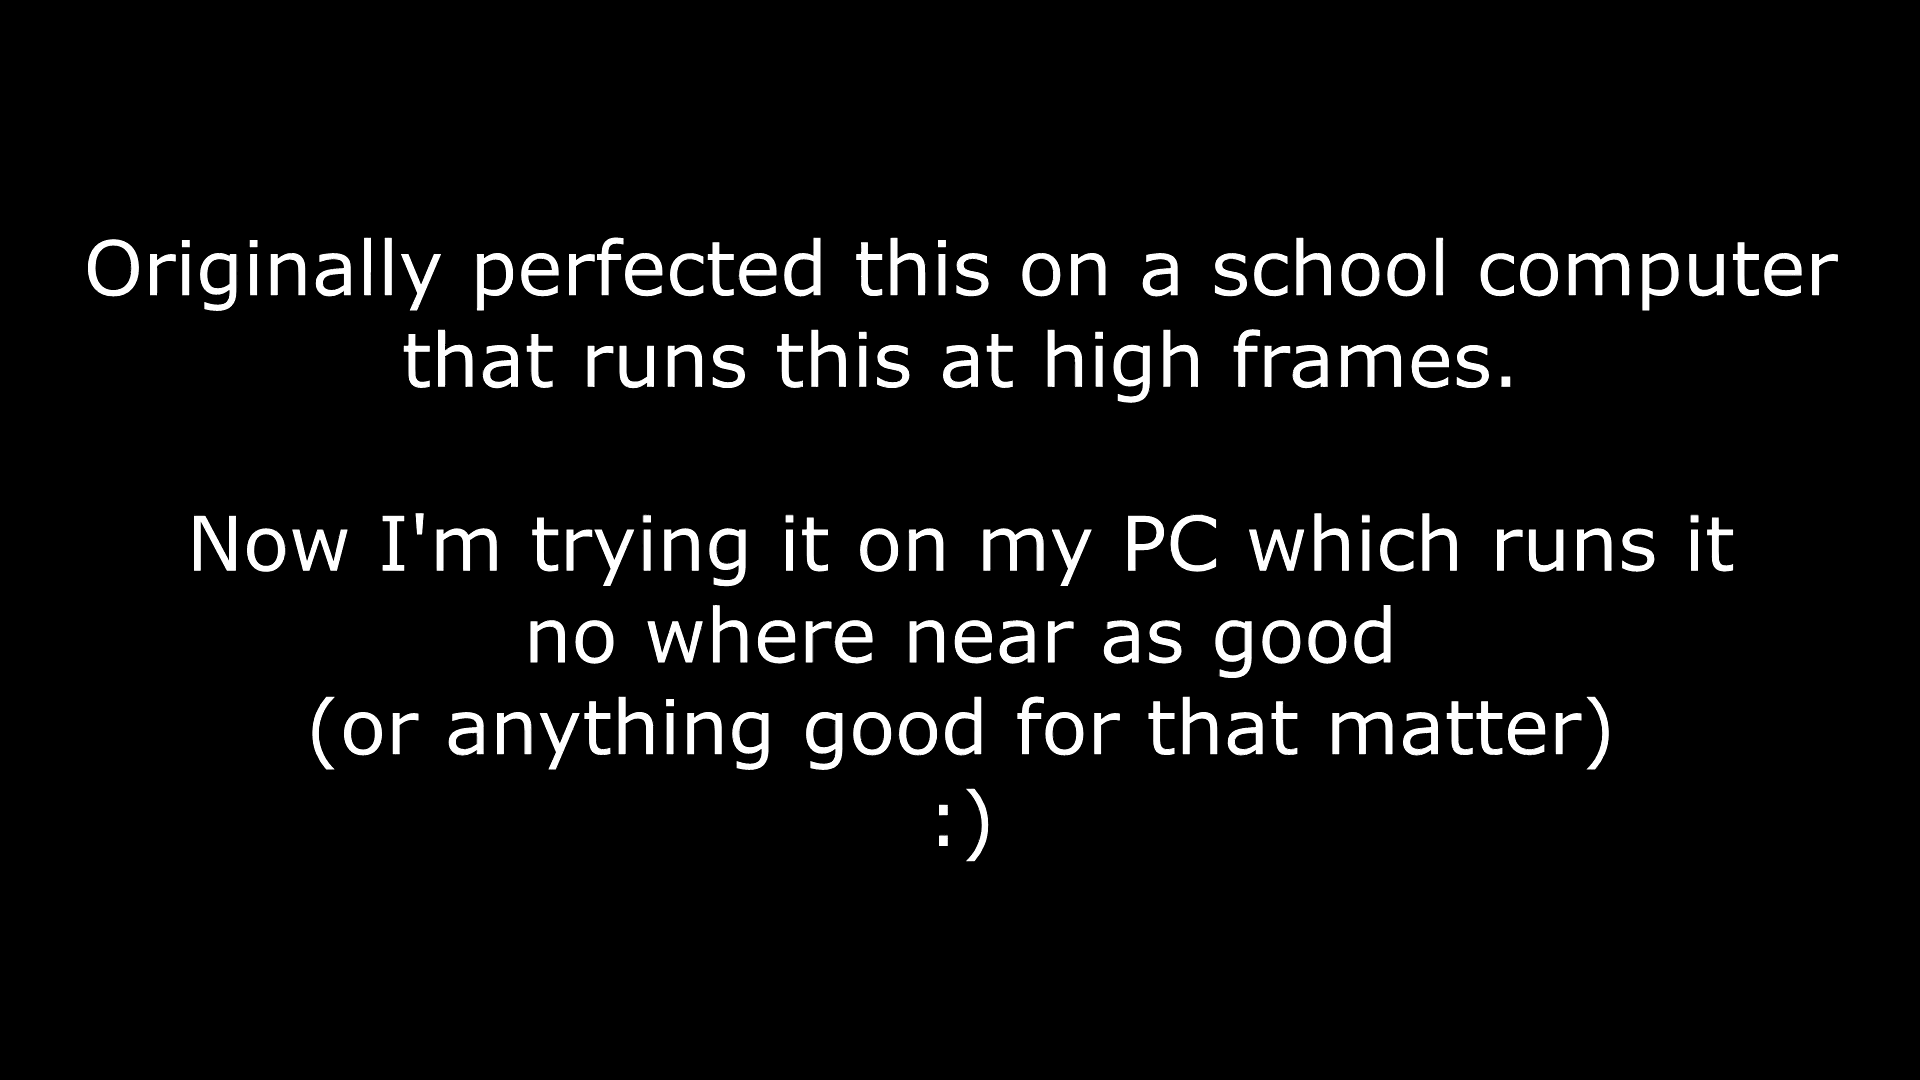 Originally perfected this on a school computer
that runs this at high frames.
Now I'm trying it on my PC which runs it
no where near as good
(or anything good for that matter)
:)